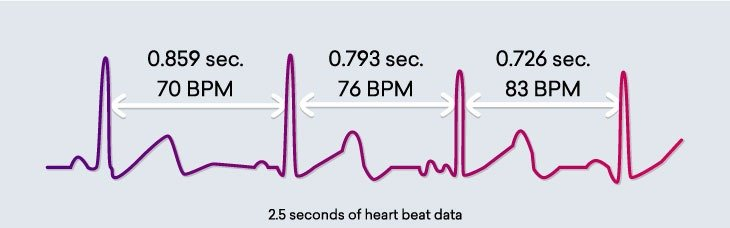 0.859 sec.
70 BPM
0.793 sec.
76 BPM
0.726 sec.
83 BPM
2.5 seconds of heart beat data